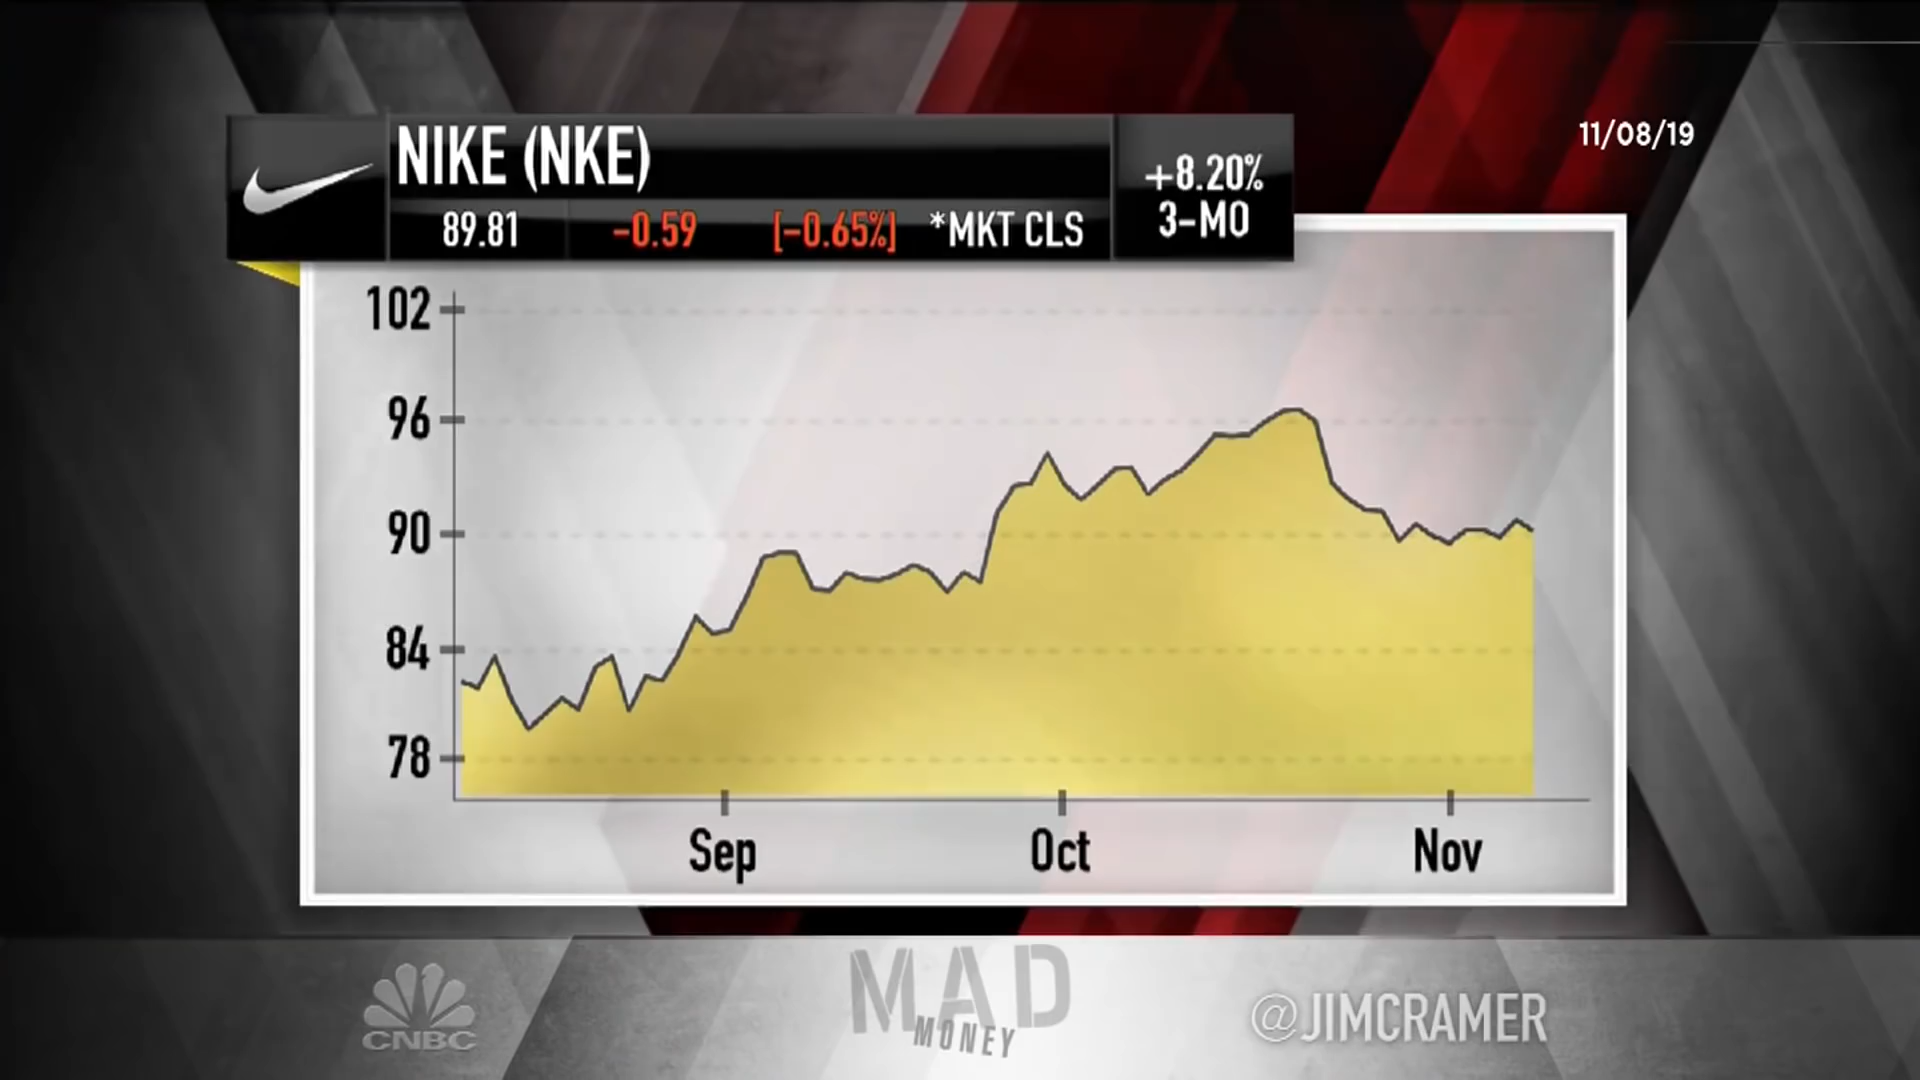 NIKE (NKE)
89.81 -0.59 [-0.65%] *MKT CLS
+8.20%
3-MO
11/08/19
102
96
90
84
78
Sep Oct Nov
CNBC
MAD
MONEY
@JIMCRAMER